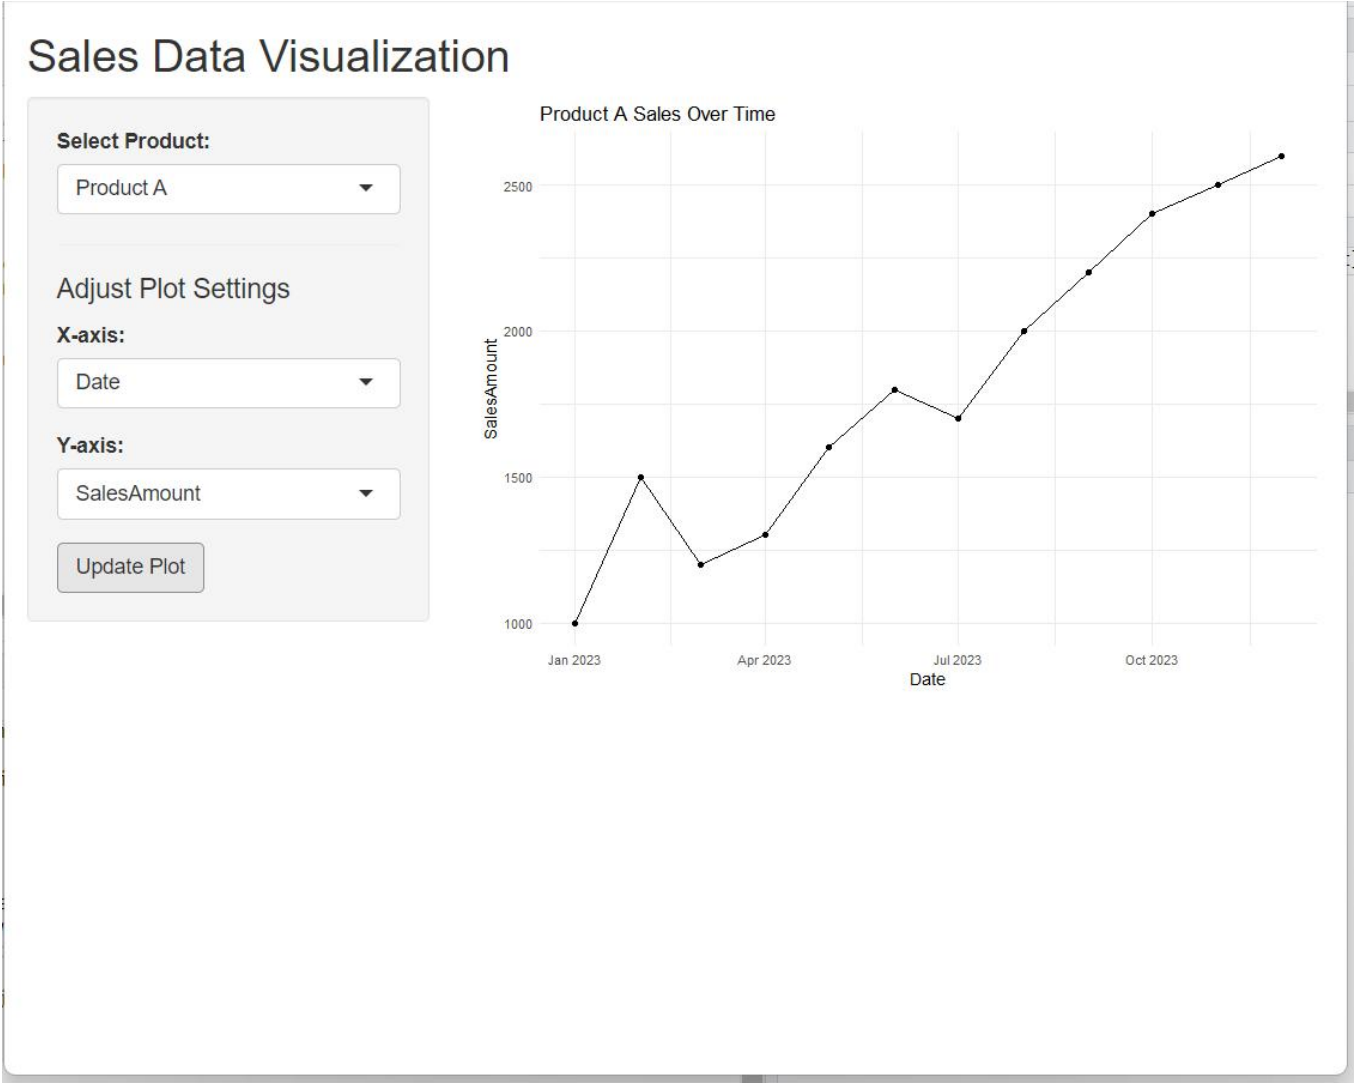 Sales Data Visualization
Select Product:
Product A
Adjust Plot Settings
X-axis:
Date
Y-axis:
SalesAmount
Update Plot
Product A Sales Over Time
2500
2000
1500
1000
SalesAmount
Jan 2023 Apr 2023 Jul 2023 Oct 2023
Date